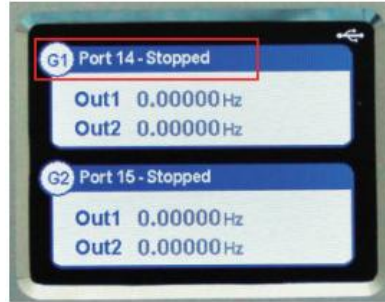 G1 Port 14 - Stopped
Out1 0.00000 Hz
Out2 0.00000 Hz
G2 Port 15 - Stopped
Out1 0.00000 Hz
Out2 0.00000 Hz